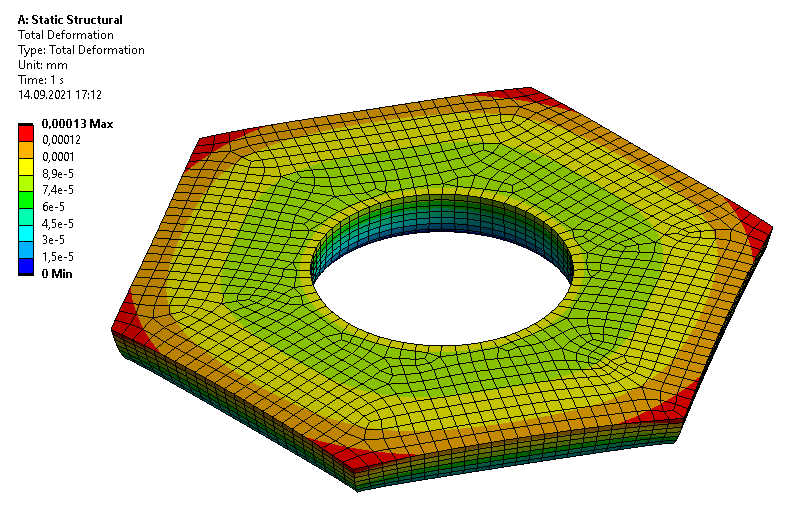 A: Static Structural
Total Deformation
Type: Total Deformation
Unit: mm
Time: 1 s
14.09.2021 17:12
0,00013 Max
0,00012
0,0001
8,9e-5
7,4e-5
6e-5
4,5e-5
3e-5
1,5e-5
0 Min